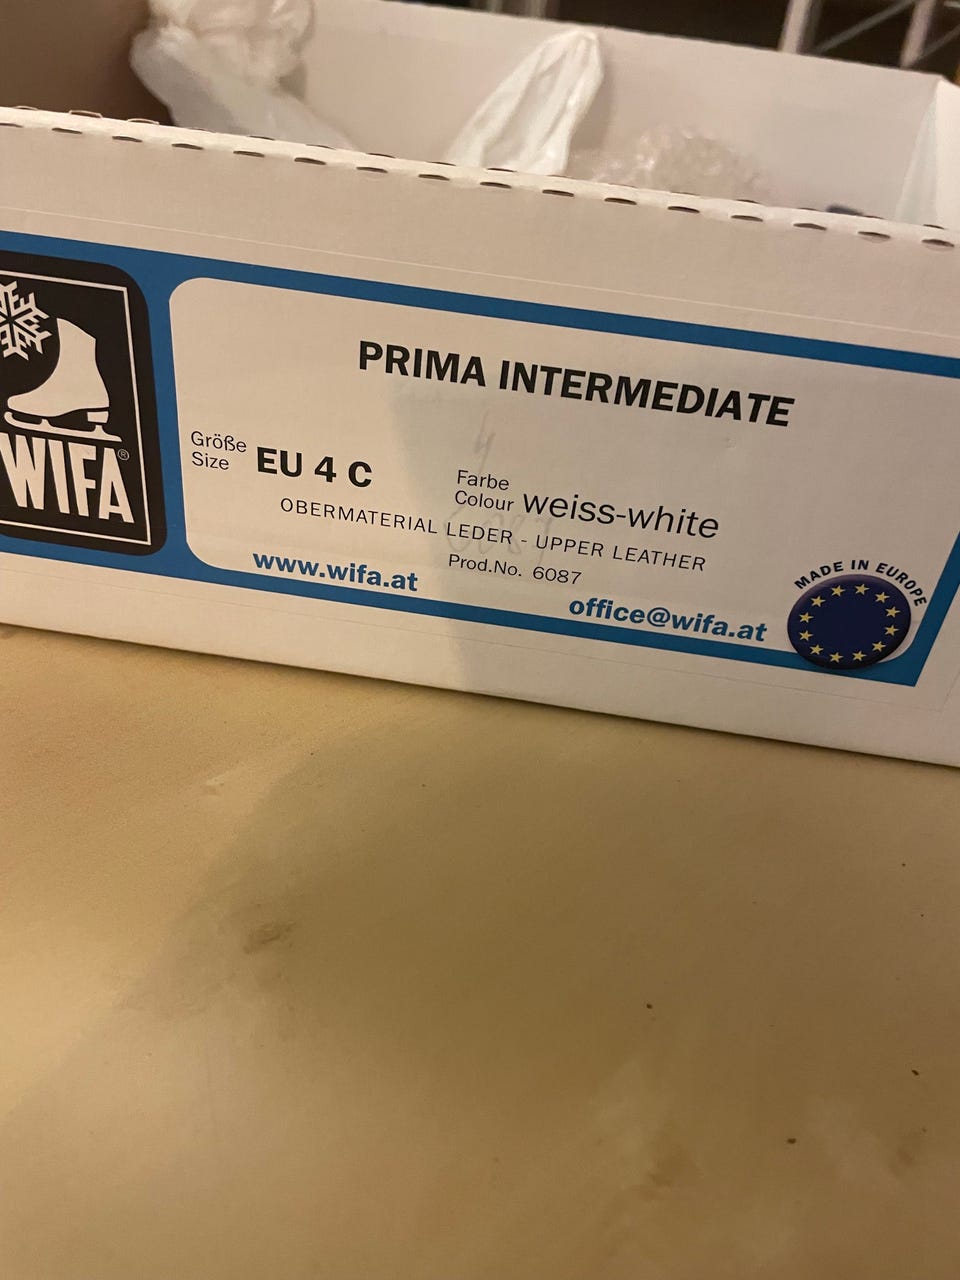 WIFA®
PRIMA INTERMEDIATE
Größe
Size
EU 4 C
Farbe
Colour
weiss-white
OBERMATERIAL LEDER - UPPER LEATHER
Prod.No. 6087
www.wifa.at
office@wifa.at
MADE IN EUROPE